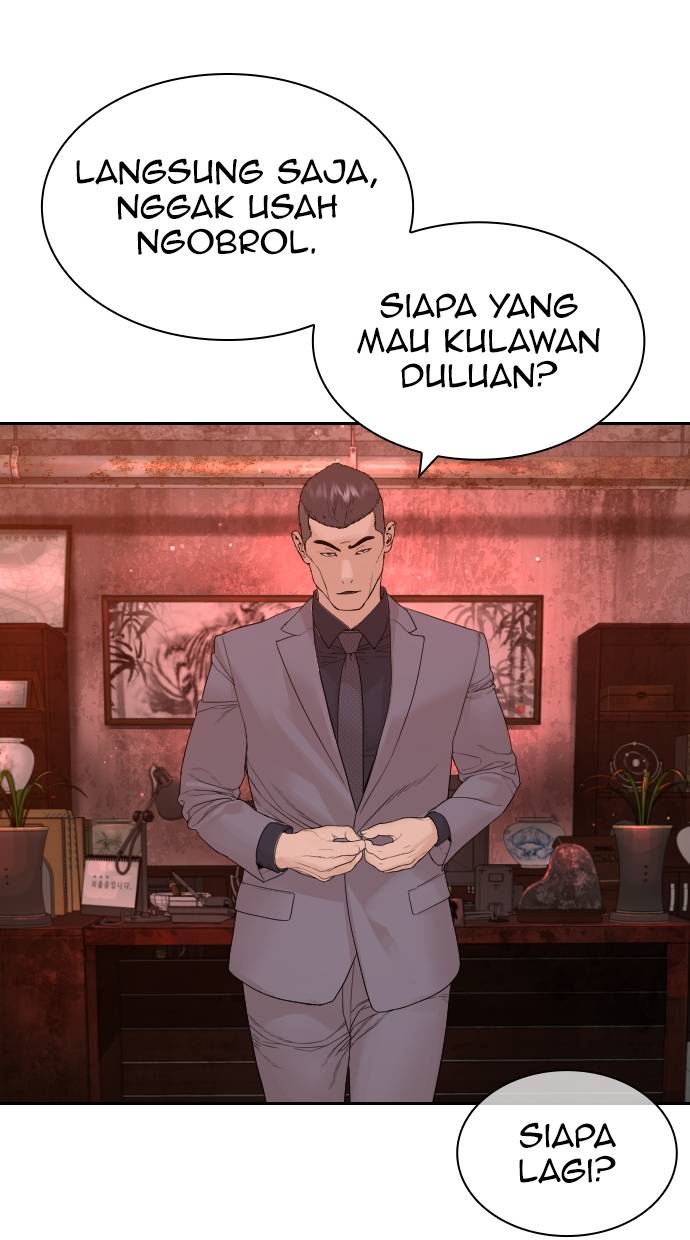 LANGSUNG SAJA,
NGGAK USAH
NGOBROL.
SIAPA YANG
MAU KULAWAN
DULUAN?
SIAPA
LAGI?